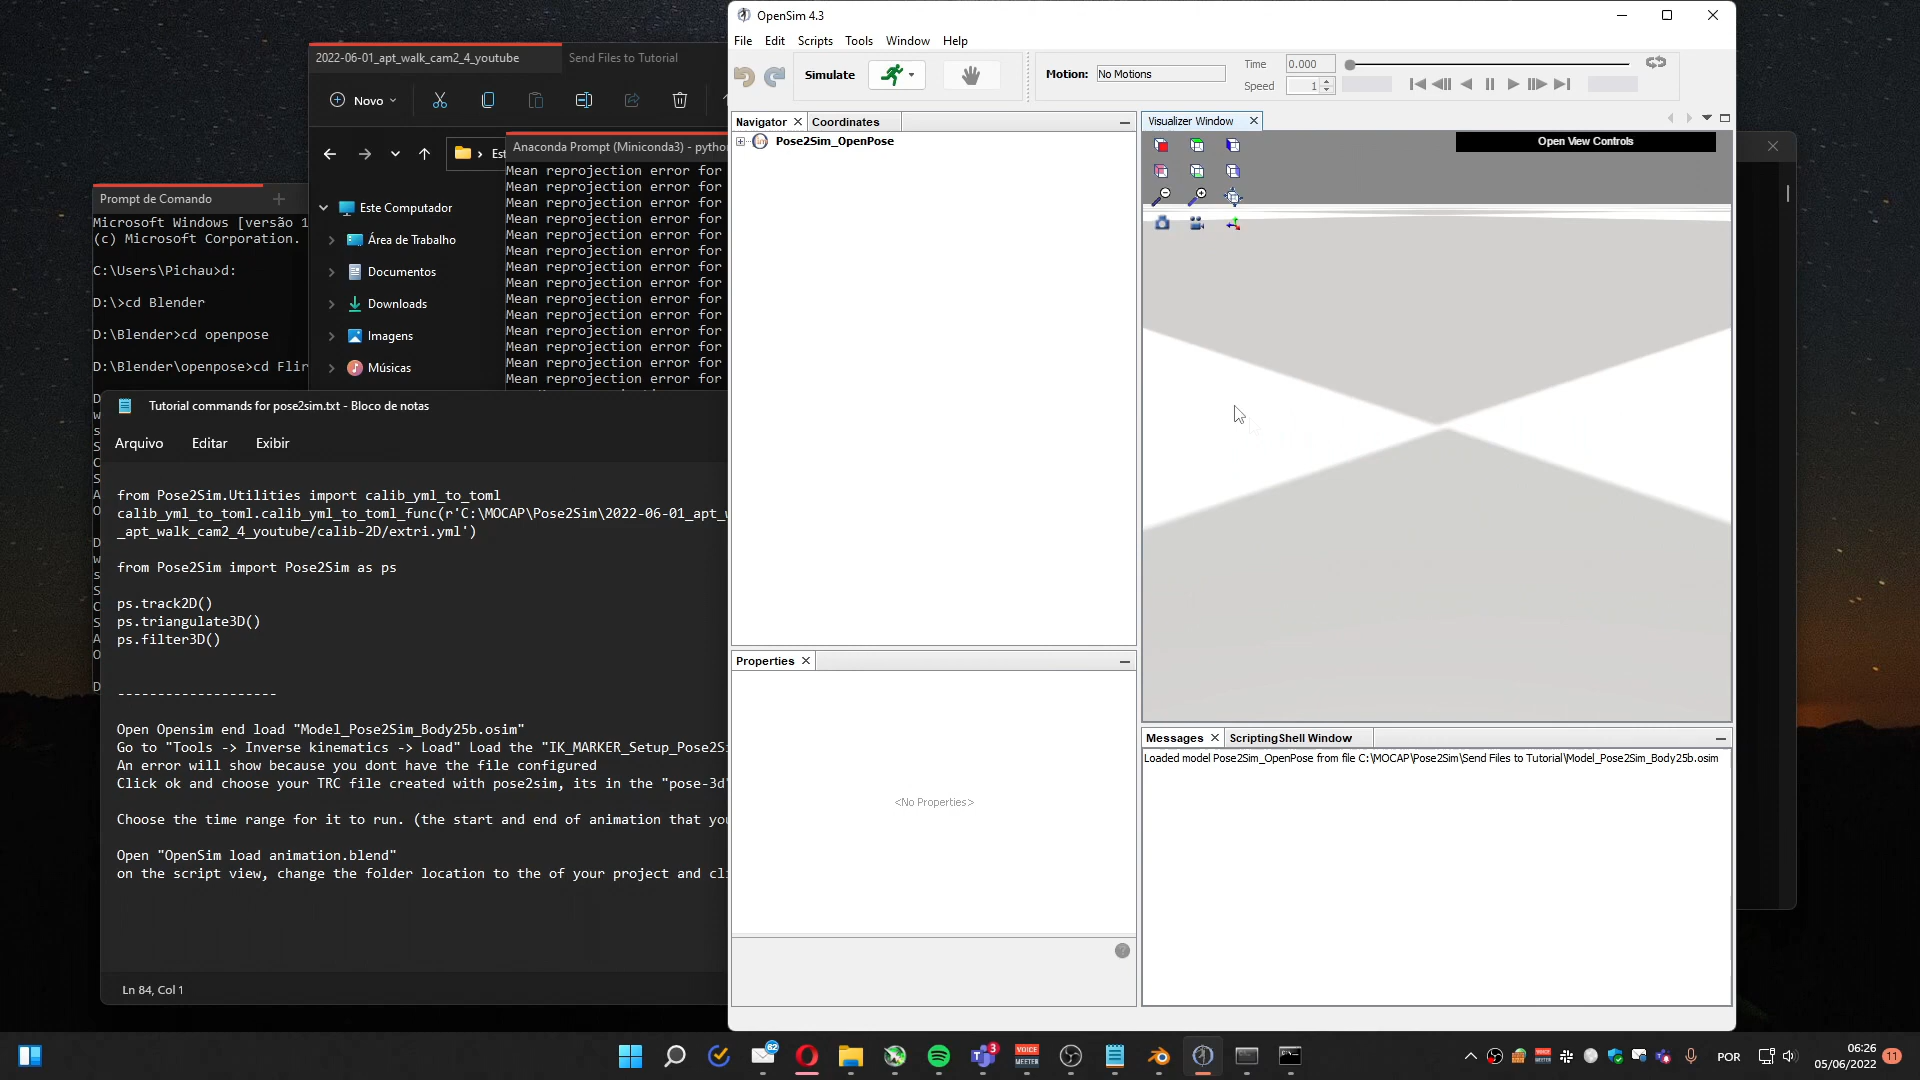 OpenSim 4.3
File Edit Scripts Tools Window Help
Simulate
Motion: No Motions
Time 0.000
Speed 1
Navigator Coordinates
Pose2Sim_OpenPose
Visualizer Window
Open View Controls
Properties
<No Properties>
Messages ScriptingShell Window
Loaded model Pose2Sim_OpenPose from file C:\MOCAP\Pose2Sim\Send Files to Tutorial\Model_Pose2Sim_Body25b.osim
2022-06-01_apt_walk_cam2_4_youtube Send Files to Tutorial
Novo
Este Computador
Área de Trabalho
Documentos
Downloads
Imagens
Músicas
Anaconda Prompt (Miniconda3) - pytho
Mean reprojection error for
Mean reprojection error for
Mean reprojection error for
Mean reprojection error for
Mean reprojection error for
Mean reprojection error for
Mean reprojection error for
Mean reprojection error for
Mean reprojection error for
Mean reprojection error for
Mean reprojection error for
Mean reprojection error for
Mean reprojection error for
Mean reprojection error for
Prompt de Comando
Microsoft Windows [versão 1
(c) Microsoft Corporation.
C:\Users\Pichau>d:
D:\>cd Blender
D:\Blender>cd openpose
D:\Blender\openpose>cd Flir
Tutorial commands for pose2sim.txt - Bloco de notas
Arquivo Editar Exibir
from Pose2Sim.Utilities import calib_yml_to_toml
calib_yml_to_toml.calib_yml_to_toml_func(r'C:\MOCAP\Pose2Sim\2022-06-01_apt_w
_apt_walk_cam2_4_youtube/calib-2D/extri.yml')
from Pose2Sim import Pose2Sim as ps
ps.track2D()
ps.triangulate3D()
ps.filter3D()
--------------------
Open Opensim end load "Model_Pose2Sim_Body25b.osim"
Go to "Tools -> Inverse kinematics -> Load" Load the "IK_MARKER_Setup_Pose2Si
An error will show because you dont have the file configured
Click ok and choose your TRC file created with pose2sim, its in the "pose-3d"
Choose the time range for it to run. (the start and end of animation that you
Open "OpenSim load animation.blend"
on the script view, change the folder location to the of your project and cli
Ln 84, Col 1
62
3
VOICE
MEETER
POR
06:26
05/06/2022
11